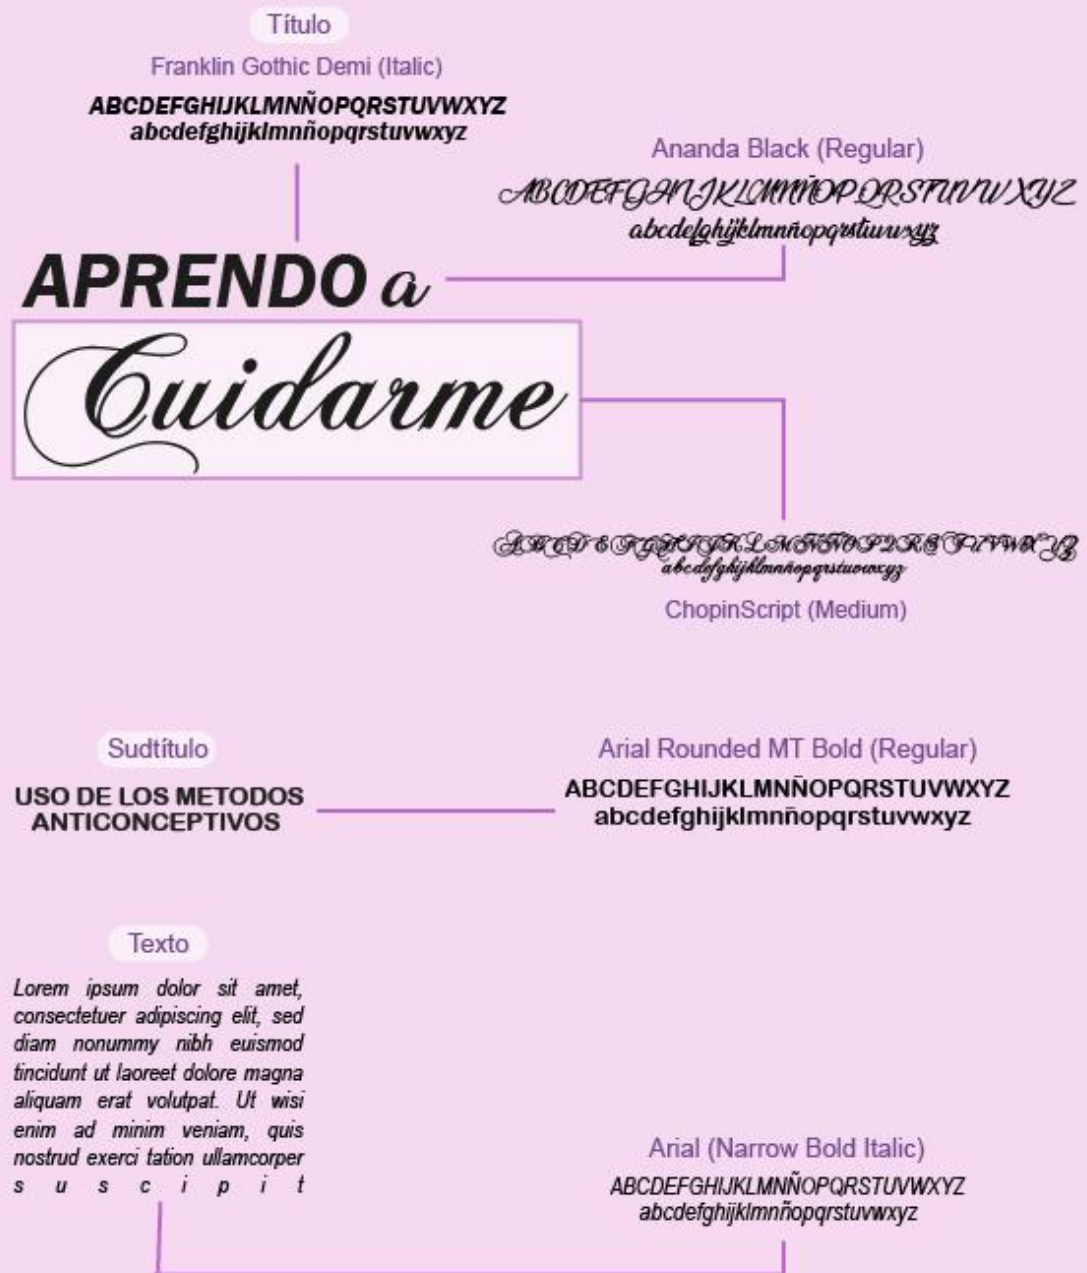 Título
Franklin Gothic Demi (Italic)
ABCDEFGHIJKLMNÑOPQRSTUVWXYZ
abcdefghijklmnñopqrstuvwxyz
Ananda Black (Regular)
ABCDEFGHIJKLMNÑOPQRSTUVWXYZ
abcdefghijklmnñopqrstuvwxyz
APRENDO a
Cuidarme
ABCDEFGHIJKLMNÑOPQRSTUVWXYZ
abcdefghijklmnñopqrstuvwxyz
ChopinScript (Medium)
Sudtítulo
USO DE LOS METODOS
ANTICONCEPTIVOS
Arial Rounded MT Bold (Regular)
ABCDEFGHIJKLMNÑOPQRSTUVWXYZ
abcdefghijklmnñopqrstuvwxyz
Texto
Lorem ipsum dolor sit amet,
consectetuer adipiscing elit, sed
diam nonummy nibh euismod
tincidunt ut laoreet dolore magna
aliquam erat volutpat. Ut wisi
enim ad minim veniam, quis
nostrud exerci tation ullamcorper
s u s c i p i t
Arial (Narrow Bold Italic)
ABCDEFGHIJKLMNÑOPQRSTUVWXYZ
abcdefghijklmnñopqrstuvwxyz